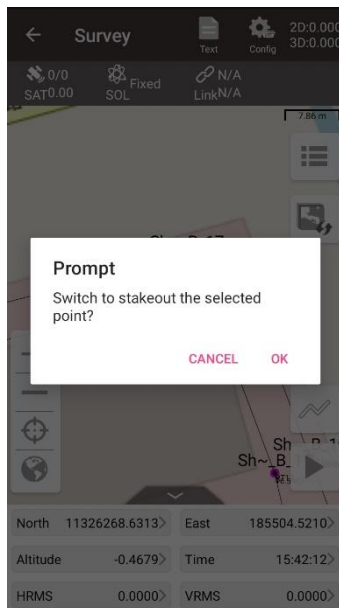 Survey
Text
Config
2D:0.000
3D:0.000
0/0
SAT0.00
Fixed
SOL
N/A
LinkN/A
7.86 m
Prompt
Switch to stakeout the selected
point?
CANCEL OK
Sh~_B_
North 11326268.6313> East 185504.5210>
Altitude -0.4679> Time 15:42:12>
HRMS 0.0000> VRMS 0.0000>